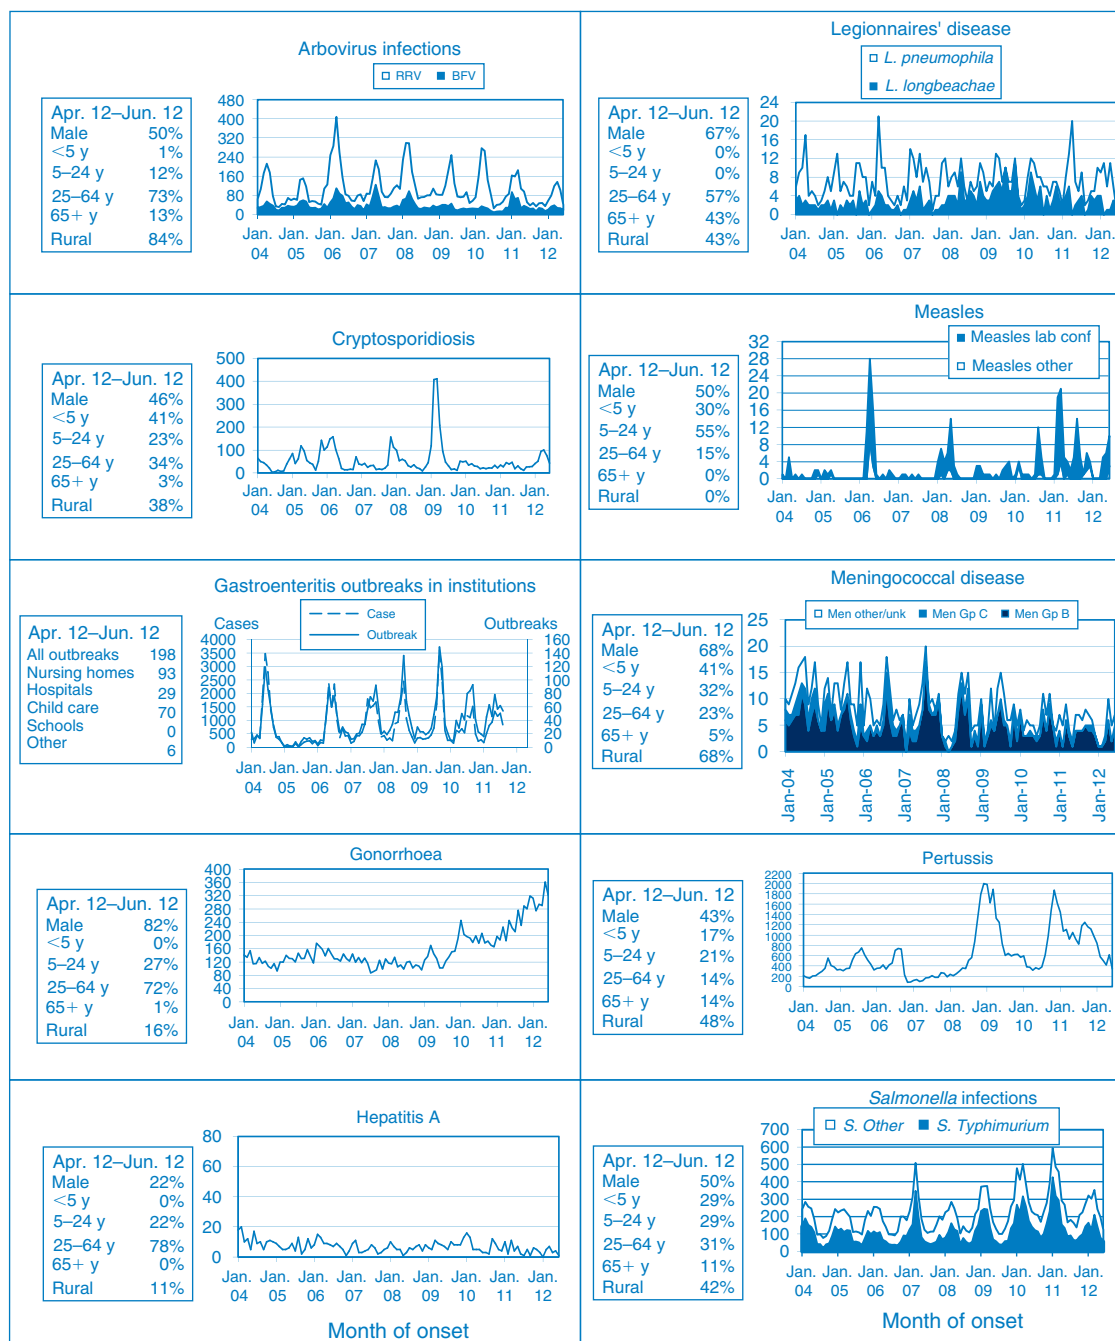 Arbovirus infections
RRV BFV
Apr. 12–Jun. 12
Male 50%
<5 y 1%
5–24 y 12%
25–64 y 73%
65+ y 13%
Rural 84%
480
400
320
240
160
80
0
Jan. Jan. Jan. Jan. Jan. Jan. Jan. Jan. Jan.
04 05 06 07 08 09 10 11 12
Legionnaires' disease
L. pneumophila
L. longbeachae
Apr. 12–Jun. 12
Male 67%
<5 y 0%
5–24 y 0%
25–64 y 57%
65+ y 43%
Rural 43%
24
20
16
12
8
4
0
Jan. Jan. Jan. Jan. Jan. Jan. Jan. Jan. Jan.
04 05 06 07 08 09 10 11 12
Cryptosporidiosis
Apr. 12–Jun. 12
Male 46%
<5 y 41%
5–24 y 23%
25–64 y 34%
65+ y 3%
Rural 38%
500
400
300
200
100
0
Jan. Jan. Jan. Jan. Jan. Jan. Jan. Jan. Jan.
04 05 06 07 08 09 10 11 12
Measles
Measles lab conf
Measles other
Apr. 12–Jun. 12
Male 50%
<5 y 30%
5–24 y 55%
25–64 y 15%
65+ y 0%
Rural 0%
32
28
24
20
16
12
8
4
0
Jan. Jan. Jan. Jan. Jan. Jan. Jan. Jan. Jan.
04 05 06 07 08 09 10 11 12
Gastroenteritis outbreaks in institutions
Case
Outbreak
Cases Outbreaks
Apr. 12–Jun. 12
All outbreaks 198
Nursing homes 93
Hospitals 29
Child care 70
Schools 0
Other 6
4000 160
3500 140
3000 120
2500 100
2000 80
1500 60
1000 40
500 20
0 0
Jan. Jan. Jan. Jan. Jan. Jan. Jan. Jan. Jan.
04 05 06 07 08 09 10 11 12
Meningococcal disease
Men other/unk Men Gp C Men Gp B
Apr. 12–Jun. 12
Male 68%
<5 y 41%
5–24 y 32%
25–64 y 23%
65+ y 5%
Rural 68%
25
20
15
10
5
0
Jan-04 Jan-05 Jan-06 Jan-07 Jan-08 Jan-09 Jan-10 Jan-11 Jan-12
Gonorrhoea
Apr. 12–Jun. 12
Male 82%
<5 y 0%
5–24 y 27%
25–64 y 72%
65+ y 1%
Rural 16%
400
360
320
280
240
200
160
120
80
40
0
Jan. Jan. Jan. Jan. Jan. Jan. Jan. Jan. Jan.
04 05 06 07 08 09 10 11 12
Pertussis
Apr. 12–Jun. 12
Male 43%
<5 y 17%
5–24 y 21%
25–64 y 14%
65+ y 14%
Rural 48%
2200
2000
1800
1600
1400
1200
1000
800
600
400
200
0
Jan. Jan. Jan. Jan. Jan. Jan. Jan. Jan. Jan.
04 05 06 07 08 09 10 11 12
Hepatitis A
Apr. 12–Jun. 12
Male 22%
<5 y 0%
5–24 y 22%
25–64 y 78%
65+ y 0%
Rural 11%
80
60
40
20
0
Jan. Jan. Jan. Jan. Jan. Jan. Jan. Jan. Jan.
04 05 06 07 08 09 10 11 12
Month of onset
Salmonella infections
S. Other S. Typhimurium
Apr. 12–Jun. 12
Male 50%
<5 y 29%
5–24 y 29%
25–64 y 31%
65+ y 11%
Rural 42%
700
600
500
400
300
200
100
0
Jan. Jan. Jan. Jan. Jan. Jan. Jan. Jan. Jan.
04 05 06 07 08 09 10 11 12
Month of onset